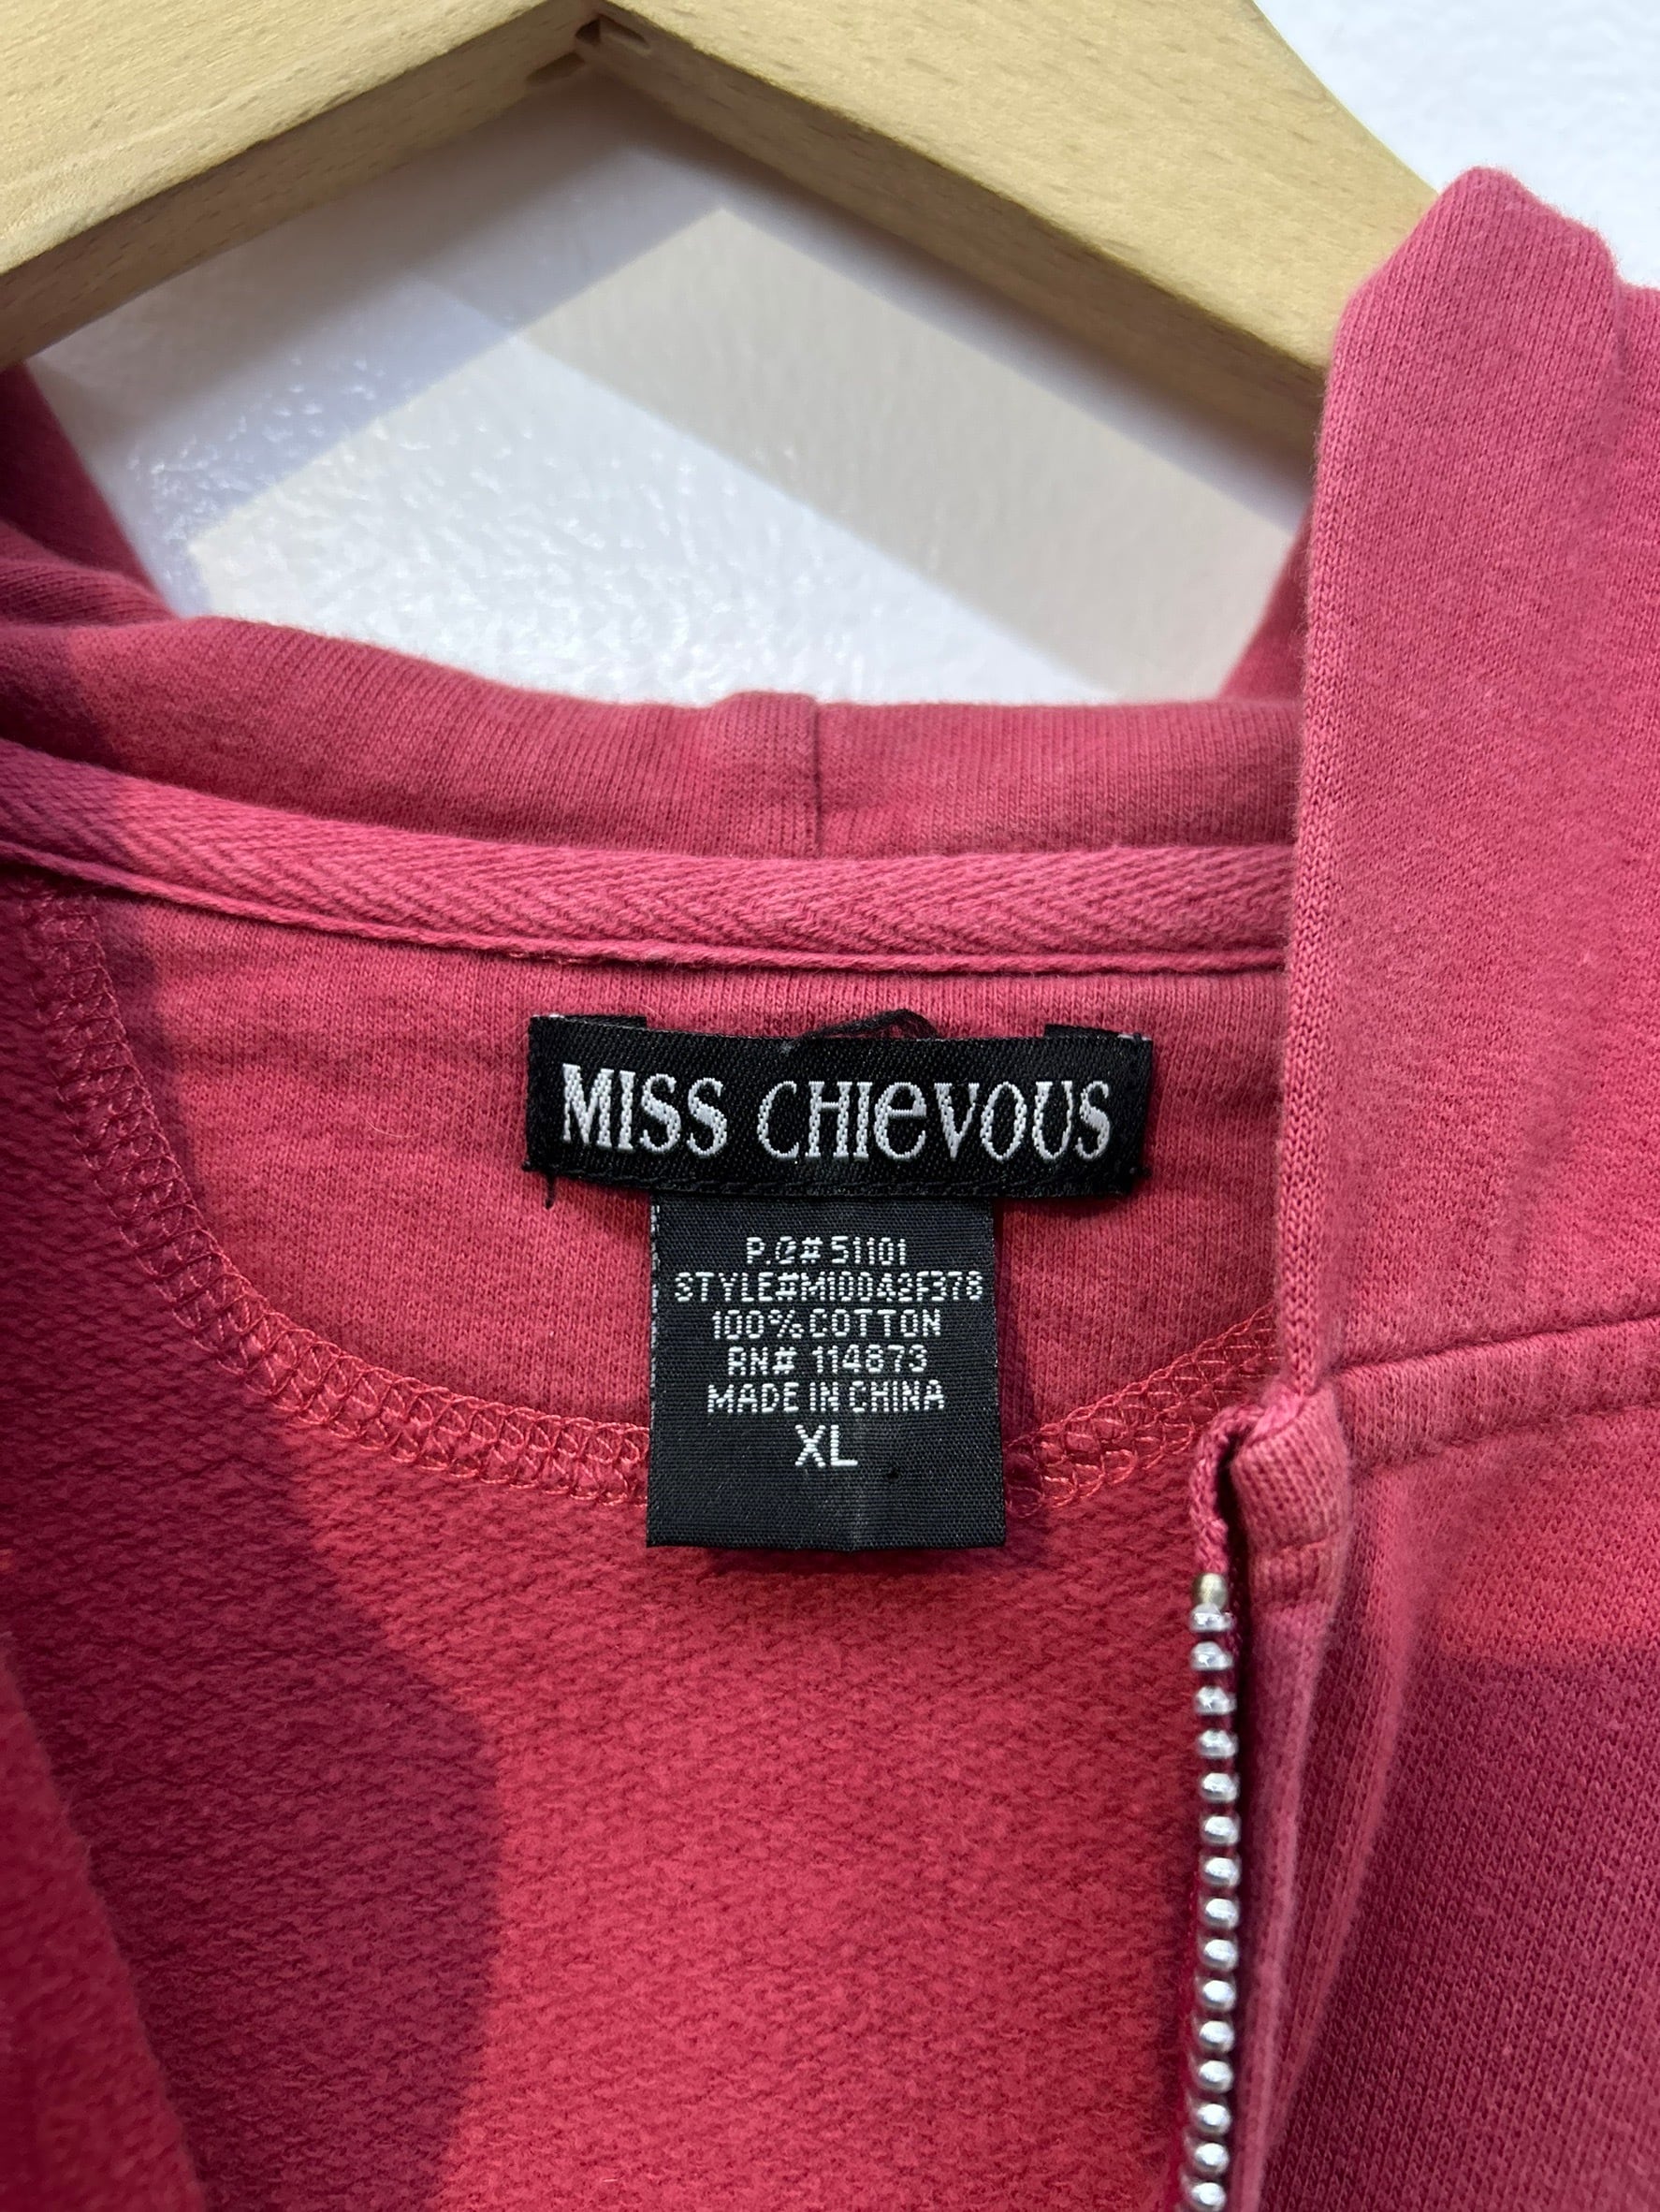 MISS CHIeVOUS
P.O# 51101
STYLE#M10042F378
100% COTTON
RN# 114873
MADE IN CHINA
XL